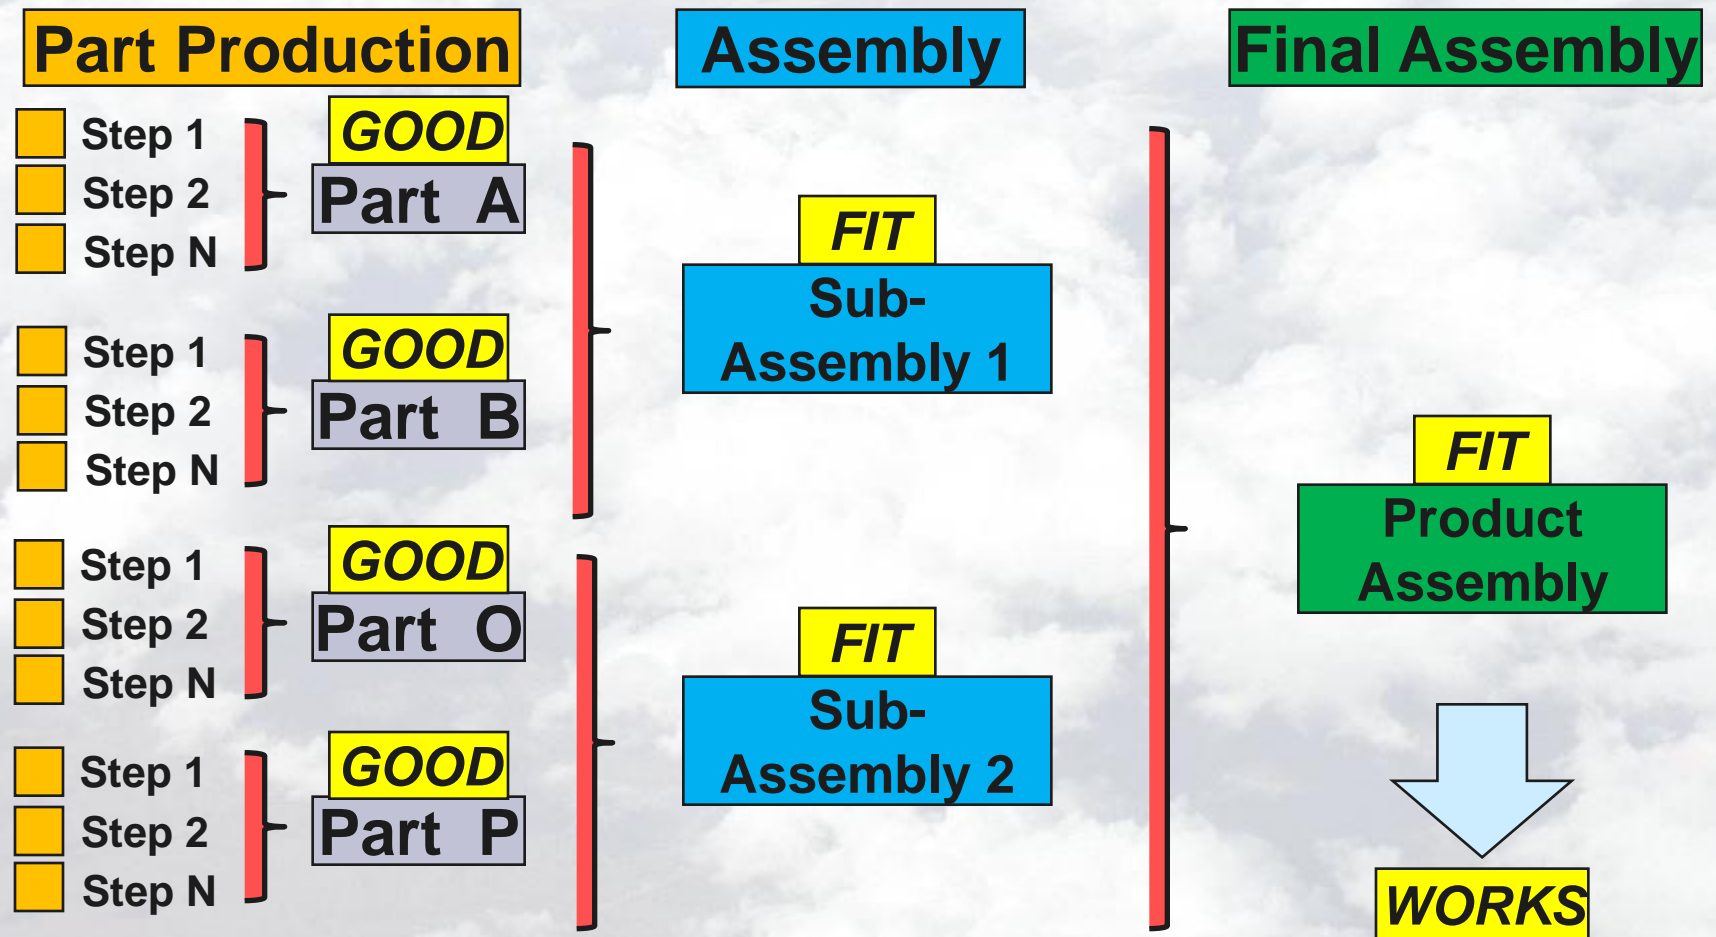 Part Production
Assembly
Final Assembly
Step 1
Step 2
Step N
GOOD
Part A
Step 1
Step 2
Step N
GOOD
Part B
FIT
Sub-
Assembly 1
Step 1
Step 2
Step N
GOOD
Part O
Step 1
Step 2
Step N
GOOD
Part P
FIT
Sub-
Assembly 2
FIT
Product
Assembly
WORKS